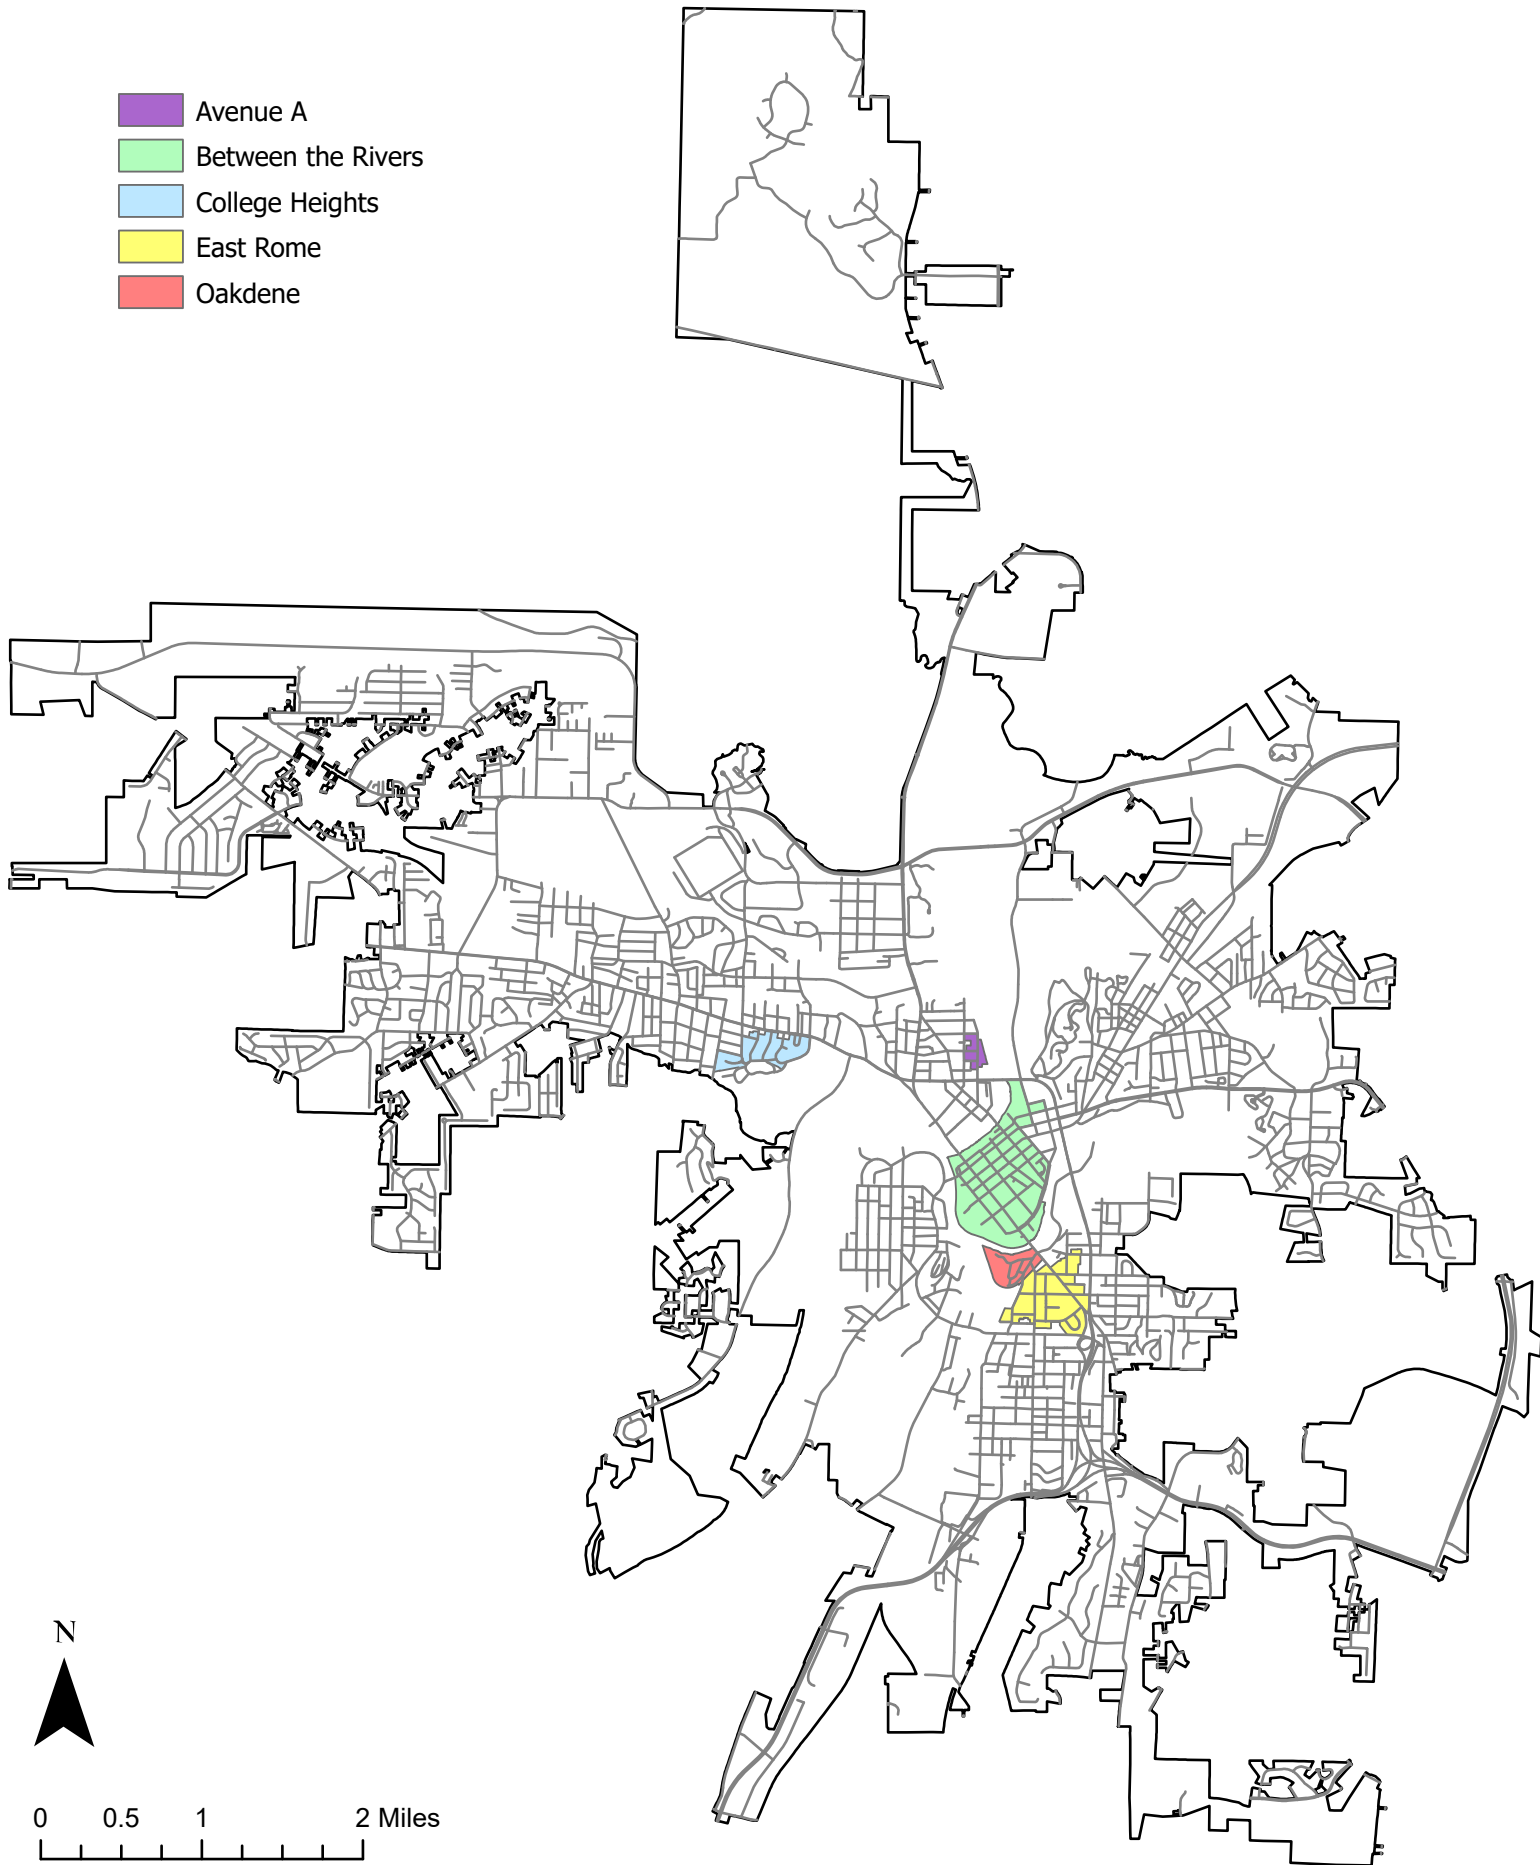 Avenue A
Between the Rivers
College Heights
East Rome
Oakdene
N
0 0.5 1 2 Miles